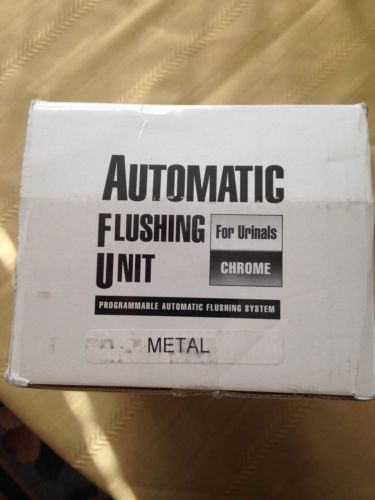 AUTOMATIC
FLUSHING
UNIT
For Urinals
CHROME
PROGRAMMABLE AUTOMATIC FLUSHING SYSTEM
METAL